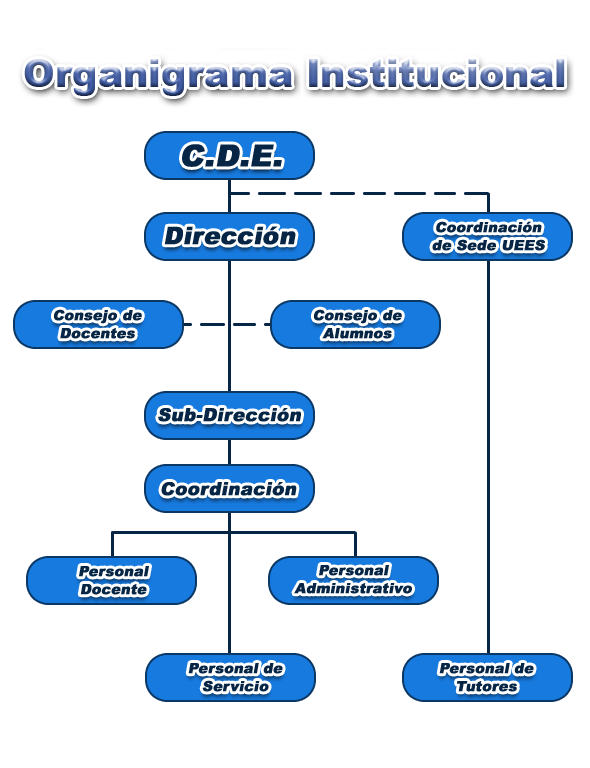 Organigrama Institucional
C.D.E.
Dirección
Coordinación
de Sede UEES
Consejo de
Docentes
Consejo de
Alumnos
Sub-Dirección
Coordinación
Personal
Docente
Personal
Administrativo
Personal de
Servicio
Personal de
Tutores